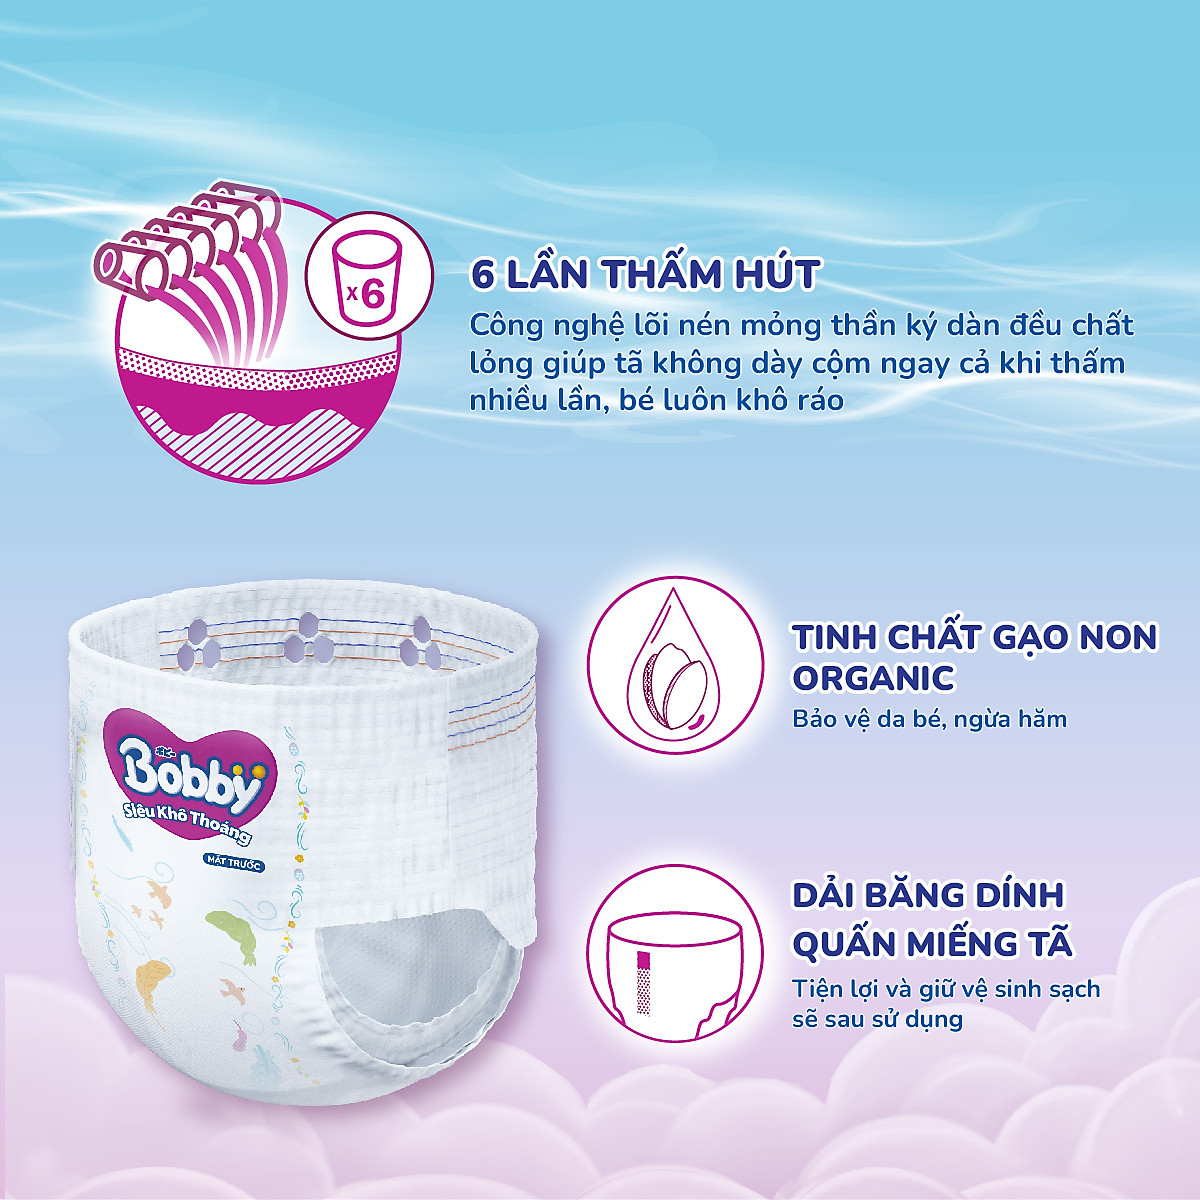 x6
6 LẦN THẤM HÚT
Công nghệ lõi nén mỏng thần kỳ dàn đều chất
lỏng giúp tã không dày cộm ngay cả khi thấm
nhiều lần, bé luôn khô ráo
ボビー
Bobby
Siêu Khô Thoáng
MẶT TRƯỚC
TINH CHẤT GẠO NON
ORGANIC
Bảo vệ da bé, ngừa hăm
DẢI BĂNG DÍNH
QUẤN MIẾNG TÃ
Tiện lợi và giữ vệ sinh sạch
sẽ sau sử dụng